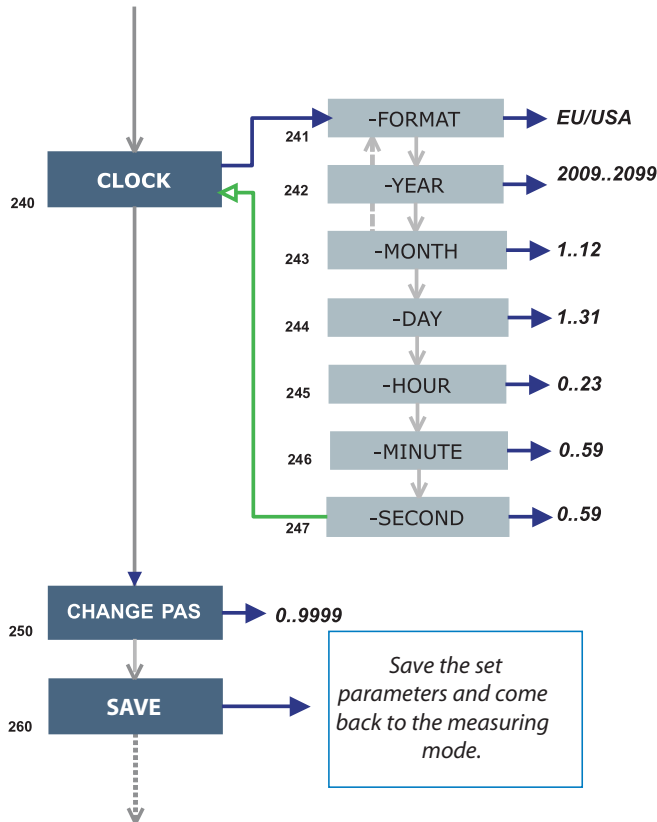 -FORMAT
EU/USA
241
CLOCK
240
-YEAR
2009..2099
242
-MONTH
1..12
243
-DAY
1..31
244
-HOUR
0..23
245
-MINUTE
0..59
246
-SECOND
0..59
247
CHANGE PAS
0..9999
250
SAVE
260
Save the set
parameters and come
back to the measuring
mode.